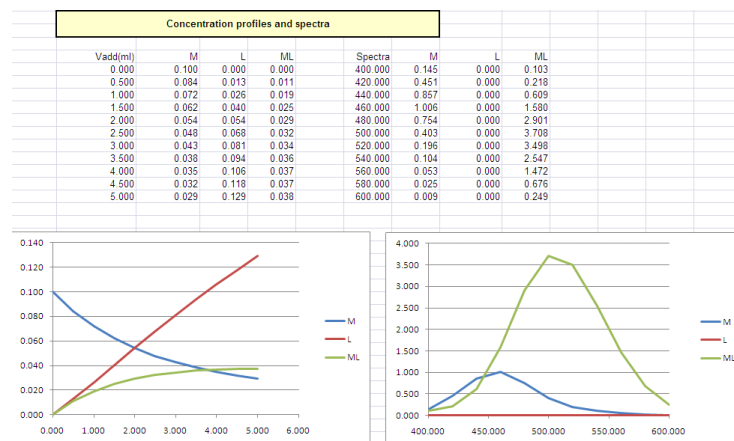 Concentration profiles and spectra
Vadd(ml) M L ML Spectra M L ML
0.000 0.100 0.000 0.000 400.000 0.145 0.000 0.103
0.500 0.084 0.013 0.011 420.000 0.451 0.000 0.218
1.000 0.072 0.026 0.019 440.000 0.857 0.000 0.609
1.500 0.062 0.040 0.025 460.000 1.006 0.000 1.580
2.000 0.054 0.054 0.029 480.000 0.754 0.000 2.901
2.500 0.048 0.068 0.032 500.000 0.403 0.000 3.708
3.000 0.043 0.081 0.034 520.000 0.196 0.000 3.498
3.500 0.038 0.094 0.036 540.000 0.104 0.000 2.547
4.000 0.035 0.106 0.037 560.000 0.053 0.000 1.472
4.500 0.032 0.118 0.037 580.000 0.025 0.000 0.676
5.000 0.029 0.129 0.038 600.000 0.009 0.000 0.249
0.140
0.120
0.100
0.080
0.060
0.040
0.020
0.000
0.000 1.000 2.000 3.000 4.000 5.000 6.000
M
L
ML
4.000
3.500
3.000
2.500
2.000
1.500
1.000
0.500
0.000
400.000 450.000 500.000 550.000 600.000
M
L
ML